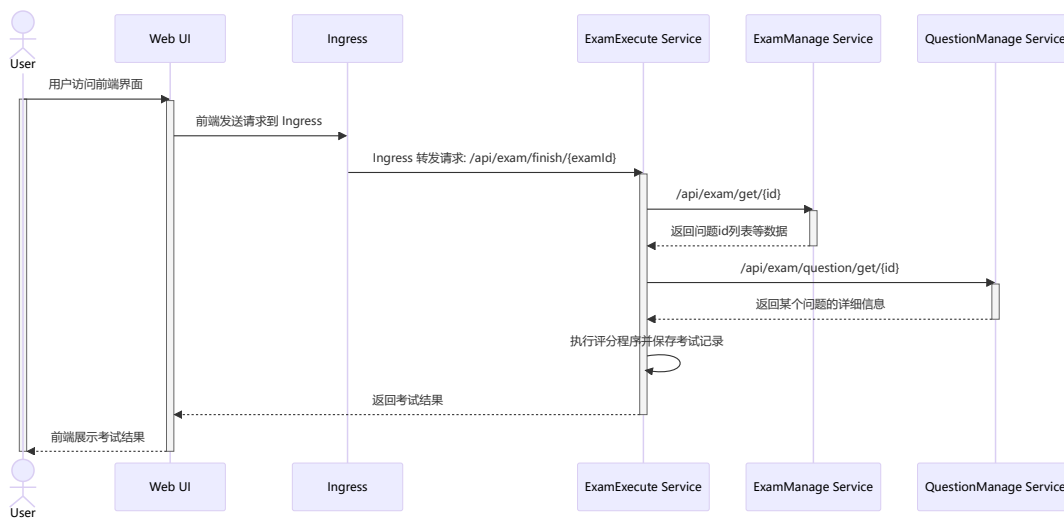 Web UI
Ingress
ExamExecute Service
ExamManage Service
QuestionManage Service
User
用户访问前端界面
前端发送请求到 Ingress
Ingress 转发请求: /api/exam/finish/{examId}
/api/exam/get/{id}
返回问题id列表等数据
/api/exam/question/get/{id}
返回某个问题的详细信息
执行评分程序并保存考试记录
返回考试结果
前端展示考试结果
Web UI
Ingress
ExamExecute Service
ExamManage Service
QuestionManage Service
User